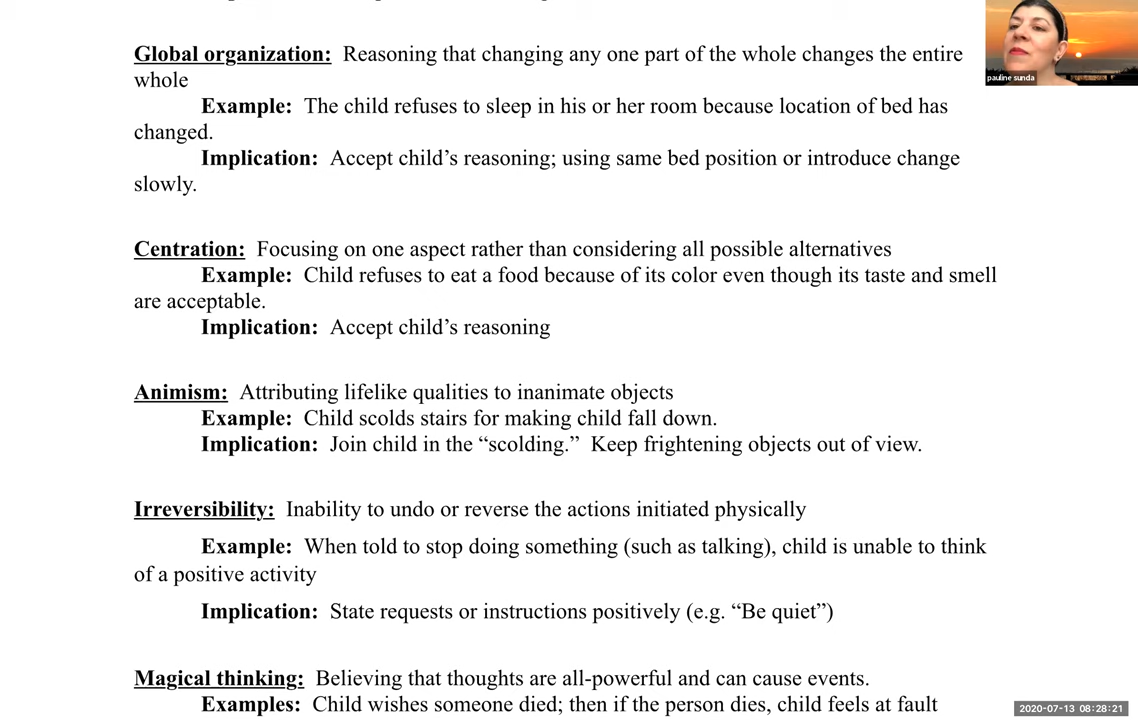 Global organization: Reasoning that changing any one part of the whole changes the entire
whole
Example: The child refuses to sleep in his or her room because location of bed has
changed.
Implication: Accept child’s reasoning; using same bed position or introduce change
slowly.
Centration: Focusing on one aspect rather than considering all possible alternatives
Example: Child refuses to eat a food because of its color even though its taste and smell
are acceptable.
Implication: Accept child’s reasoning
Animism: Attributing lifelike qualities to inanimate objects
Example: Child scolds stairs for making child fall down.
Implication: Join child in the “scolding.” Keep frightening objects out of view.
Irreversibility: Inability to undo or reverse the actions initiated physically
Example: When told to stop doing something (such as talking), child is unable to think
of a positive activity
Implication: State requests or instructions positively (e.g. “Be quiet”)
Magical thinking: Believing that thoughts are all-powerful and can cause events.
Examples: Child wishes someone died; then if the person dies, child feels at fault
pauline sunda
2020-07-13 08:28:21